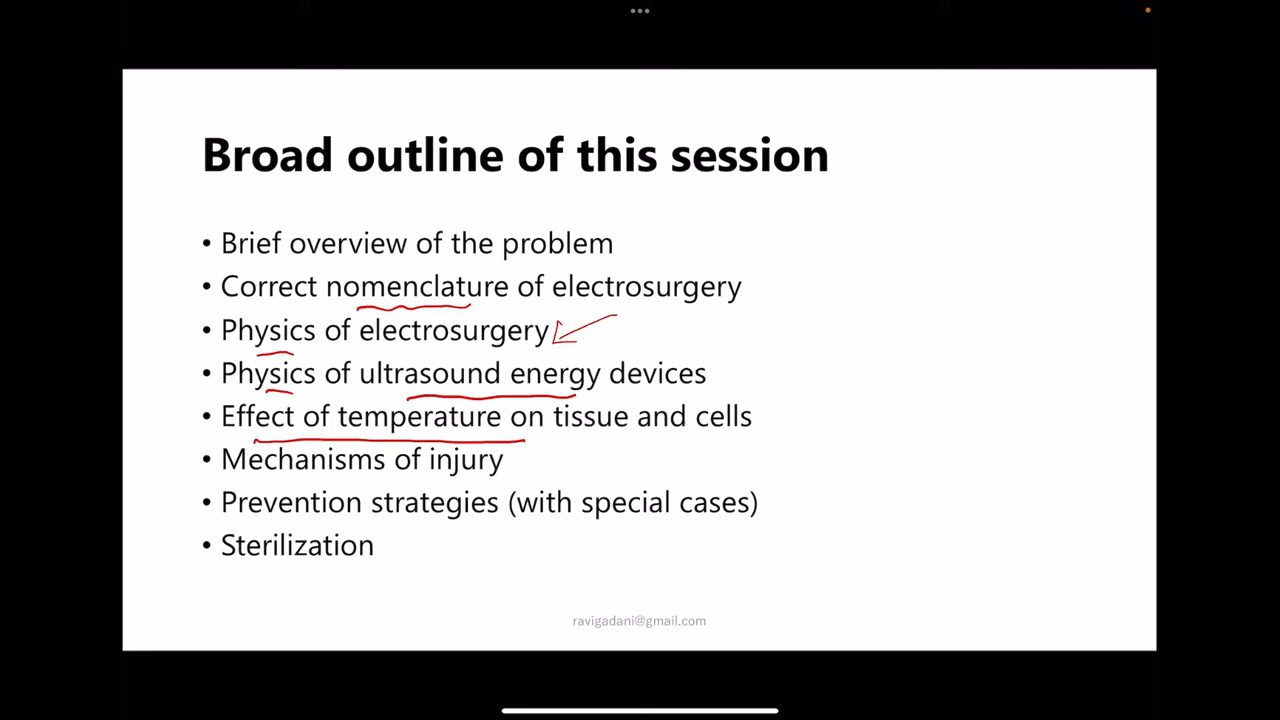 Broad outline of this session
• Brief overview of the problem
• Correct nomenclature of electrosurgery
• Physics of electrosurgery
• Physics of ultrasound energy devices
• Effect of temperature on tissue and cells
• Mechanisms of injury
• Prevention strategies (with special cases)
• Sterilization
ravigadani@gmail.com